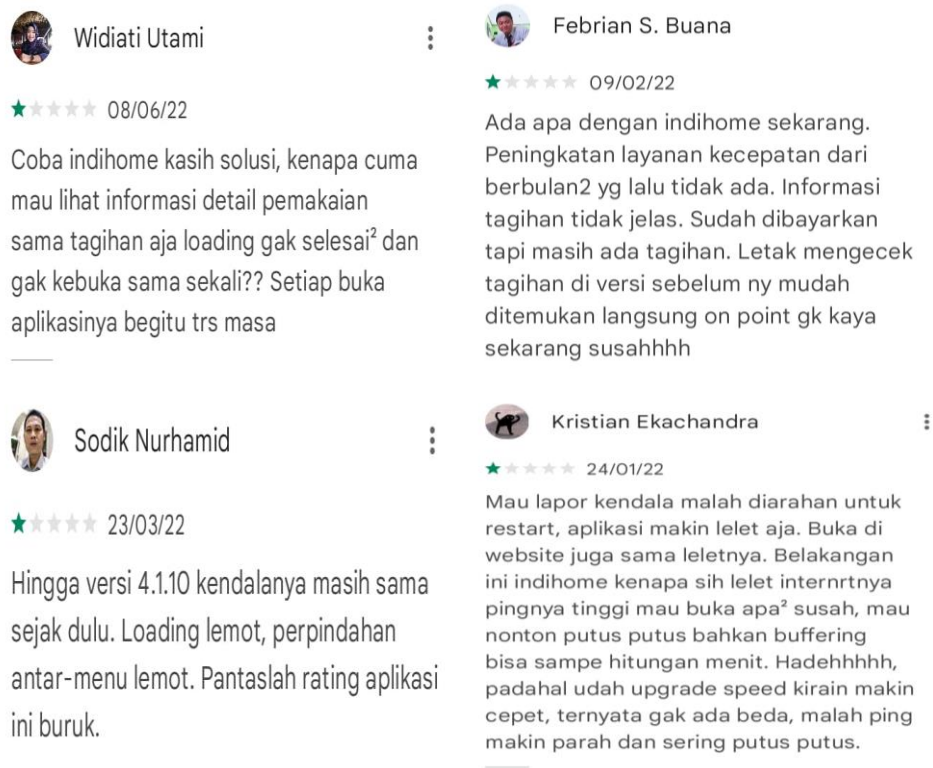 Widiati Utami
08/06/22
Coba indihome kasih solusi, kenapa cuma
mau lihat informasi detail pemakaian
sama tagihan aja loading gak selesai² dan
gak kebuka sama sekali?? Setiap buka
aplikasinya begitu trs masa
Febrian S. Buana
09/02/22
Ada apa dengan indihome sekarang.
Peningkatan layanan kecepatan dari
berbulan2 yg lalu tidak ada. Informasi
tagihan tidak jelas. Sudah dibayarkan
tapi masih ada tagihan. Letak mengecek
tagihan di versi sebelum ny mudah
ditemukan langsung on point gk kaya
sekarang susahhhh
Sodik Nurhamid
23/03/22
Hingga versi 4.1.10 kendalanya masih sama
sejak dulu. Loading lemot, perpindahan
antar-menu lemot. Pantaslah rating aplikasi
ini buruk.
Kristian Ekachandra
24/01/22
Mau lapor kendala malah diarahan untuk
restart, aplikasi makin lelet aja. Buka di
website juga sama leletnya. Belakangan
ini indihome kenapa sih lelet internrtnya
pingnya tinggi mau buka apa² susah, mau
nonton putus putus bahkan buffering
bisa sampe hitungan menit. Hadehhhhh,
padahal udah upgrade speed kirain makin
cepet, ternyata gak ada beda, malah ping
makin parah dan sering putus putus.